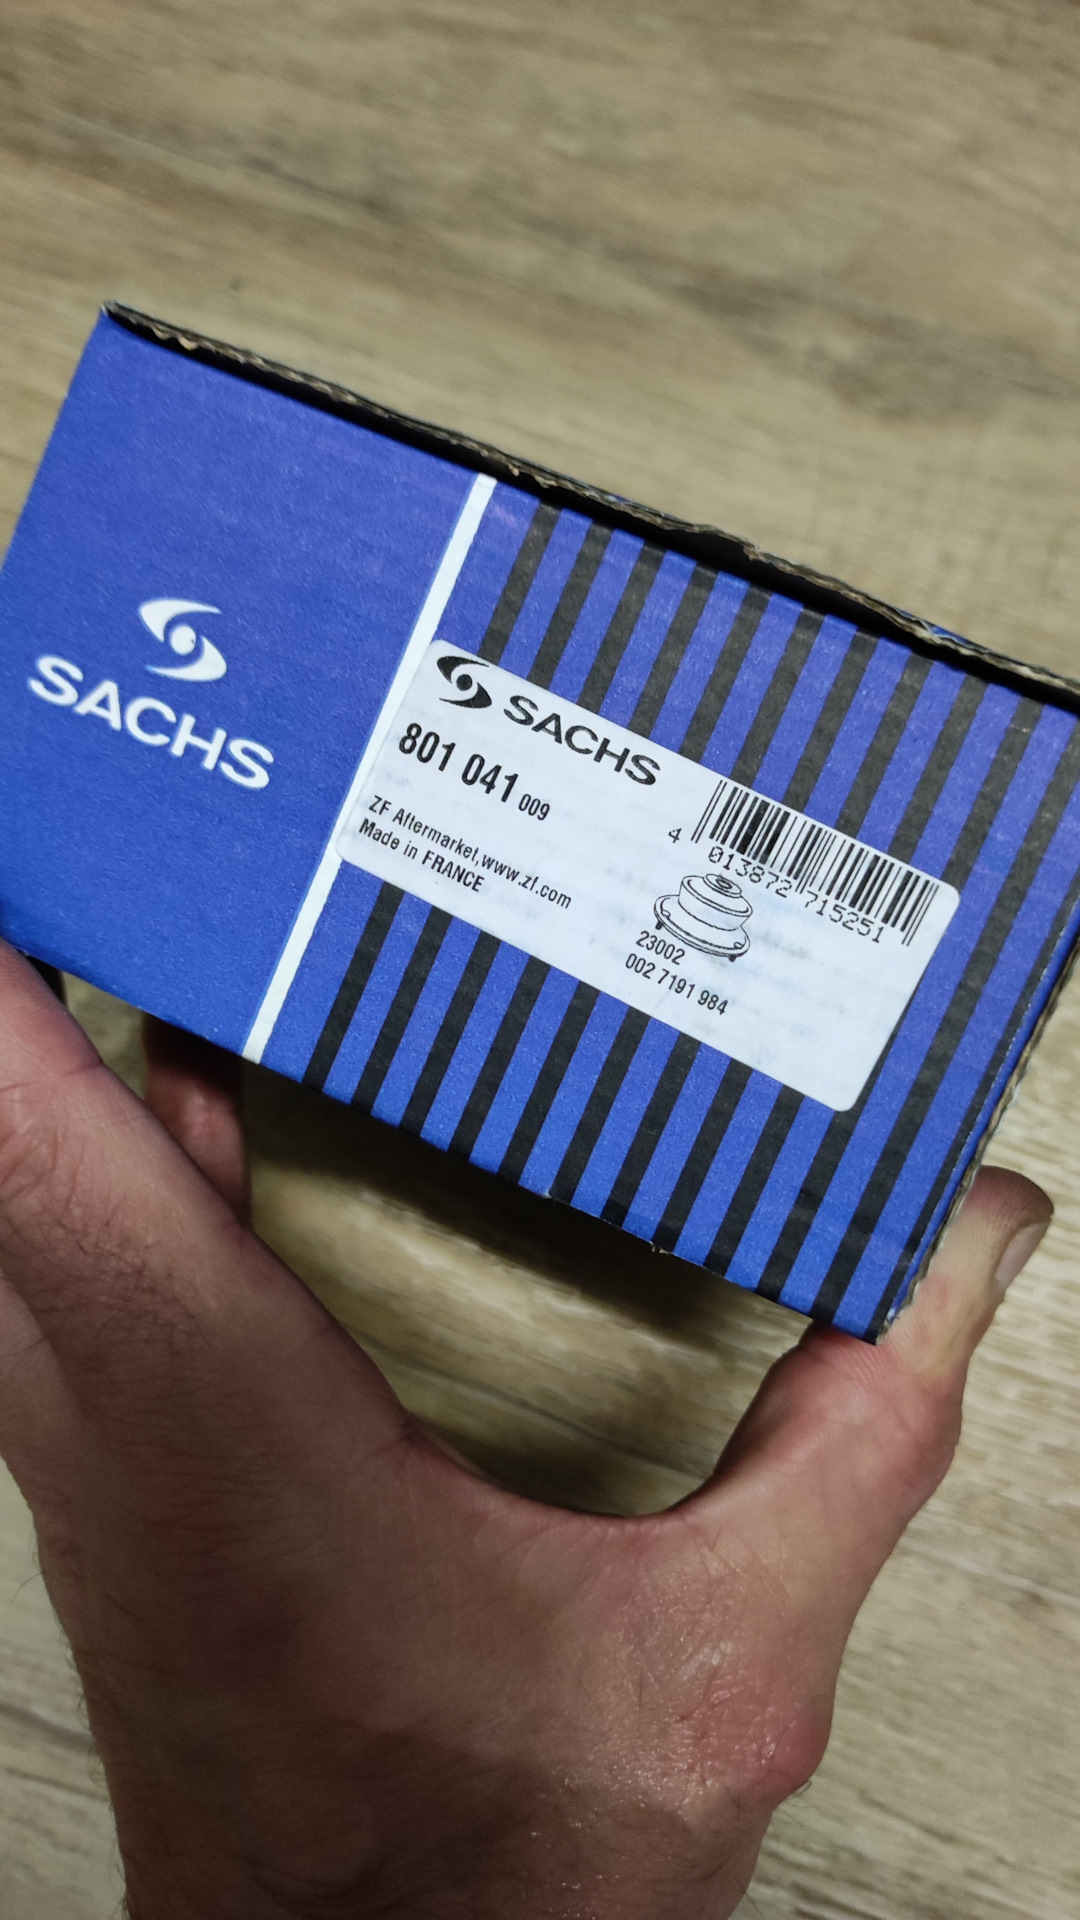 SACHS
SACHS
801 041 009
ZF Aftermarket,www.zf.com
Made in FRANCE
4 013872 715251
23002
002 7191 984